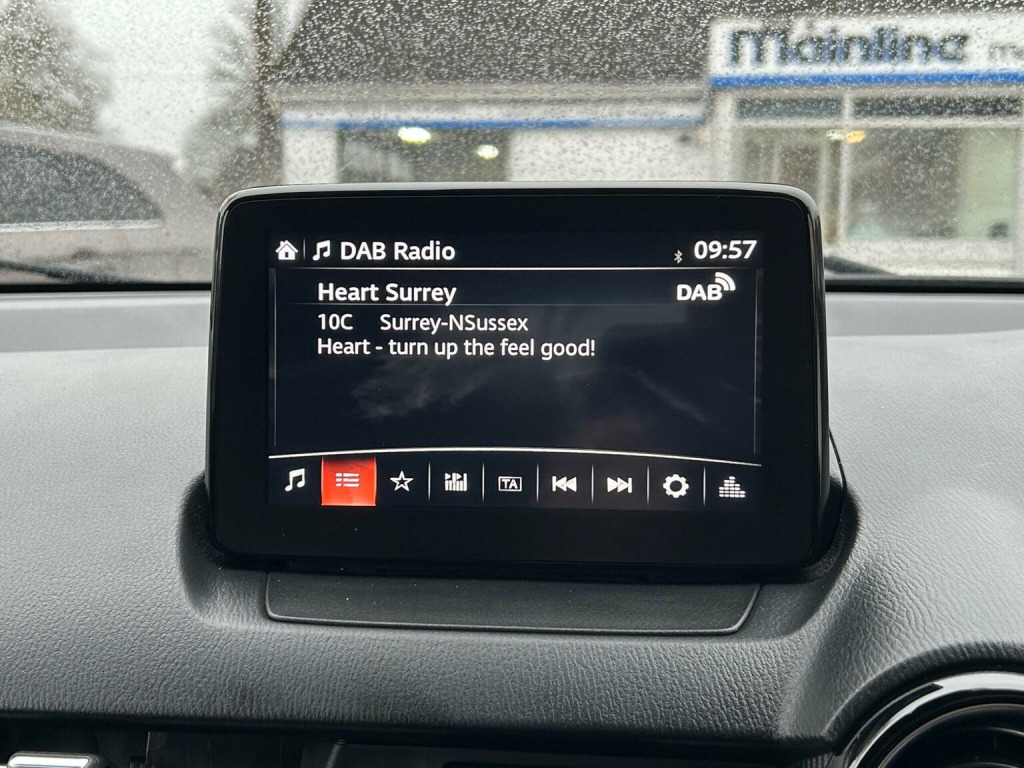 Mainline
DAB Radio
09:57
Heart Surrey
DAB
10C Surrey-NSussex
Heart - turn up the feel good!
TA